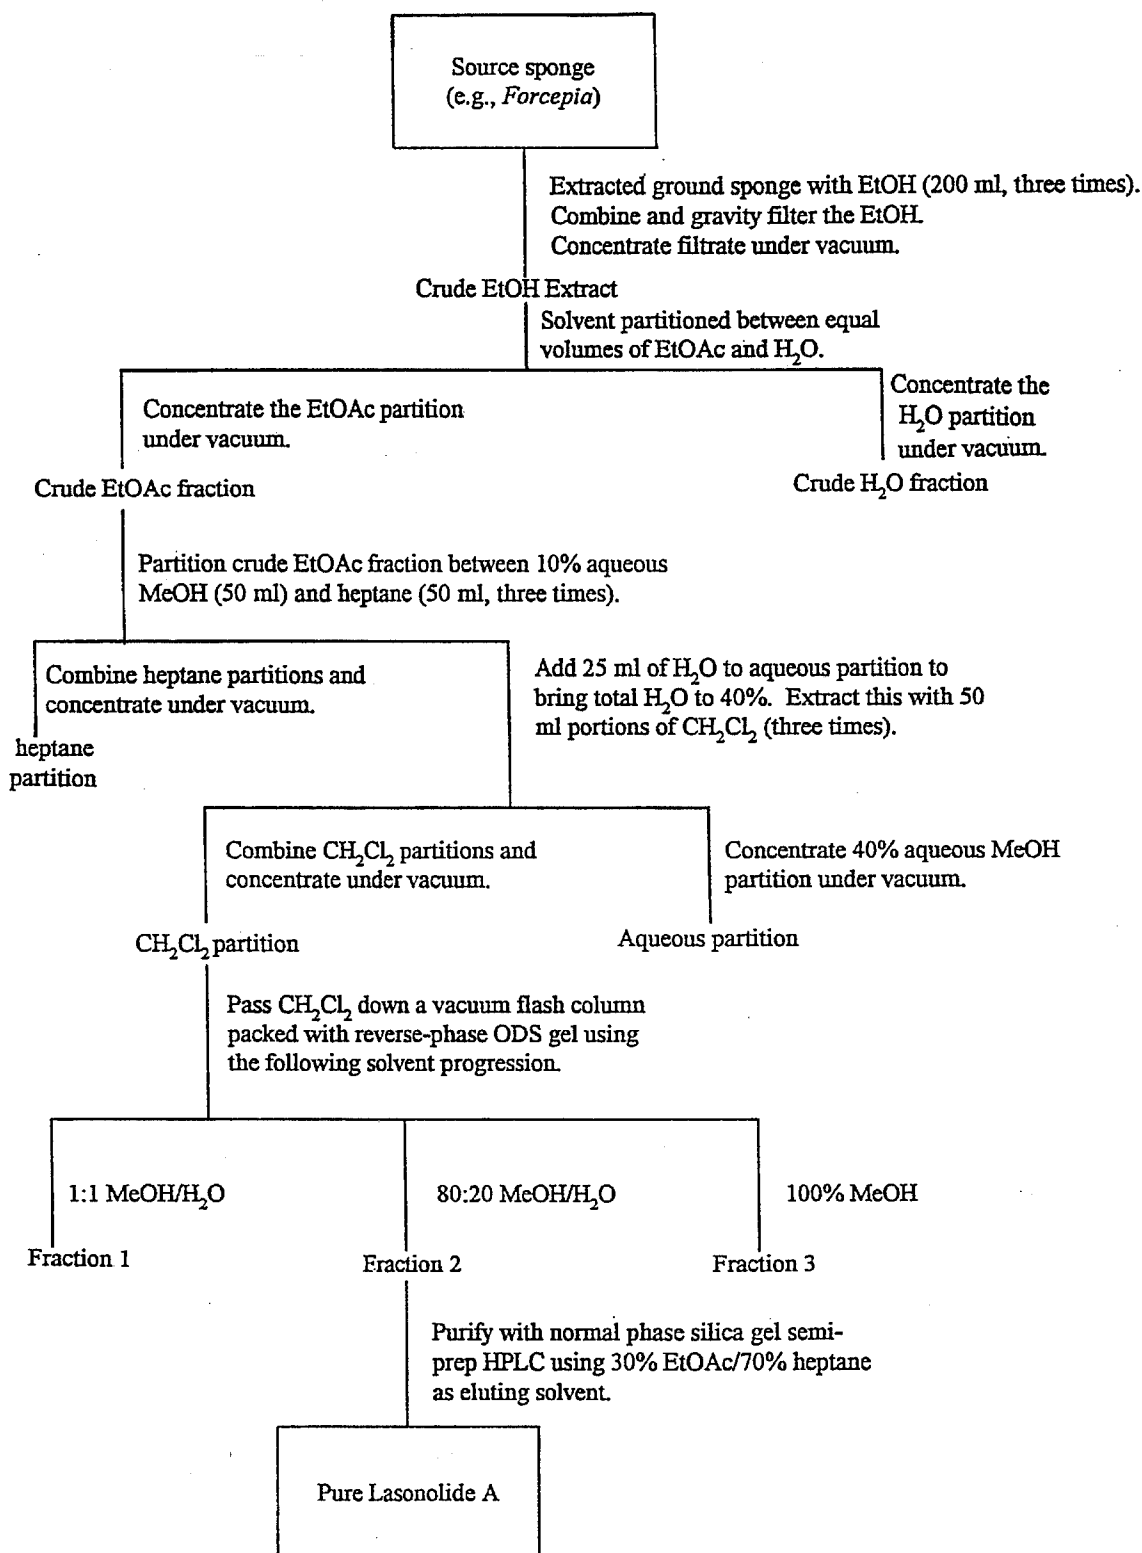 Source sponge
(e.g., Forcepia)
Extracted ground sponge with EtOH (200 ml, three times).
Combine and gravity filter the EtOH.
Concentrate filtrate under vacuum.
Crude EtOH Extract
Solvent partitioned between equal
volumes of EtOAc and H₂O.
Concentrate the EtOAc partition
under vacuum.
Concentrate the
H₂O partition
under vacuum.
Crude EtOAc fraction
Crude H₂O fraction
Partition crude EtOAc fraction between 10% aqueous
MeOH (50 ml) and heptane (50 ml, three times).
Combine heptane partitions and
concentrate under vacuum.
heptane
partition
Add 25 ml of H₂O to aqueous partition to
bring total H₂O to 40%. Extract this with 50
ml portions of CH₂Cl₂ (three times).
Combine CH₂Cl₂ partitions and
concentrate under vacuum.
Concentrate 40% aqueous MeOH
partition under vacuum.
CH₂Cl₂ partition
Aqueous partition
Pass CH₂Cl₂ down a vacuum flash column
packed with reverse-phase ODS gel using
the following solvent progression.
1:1 MeOH/H₂O
80:20 MeOH/H₂O
100% MeOH
Fraction 1
Fraction 2
Fraction 3
Purify with normal phase silica gel semi-
prep HPLC using 30% EtOAc/70% heptane
as eluting solvent.
Pure Lasonolide A